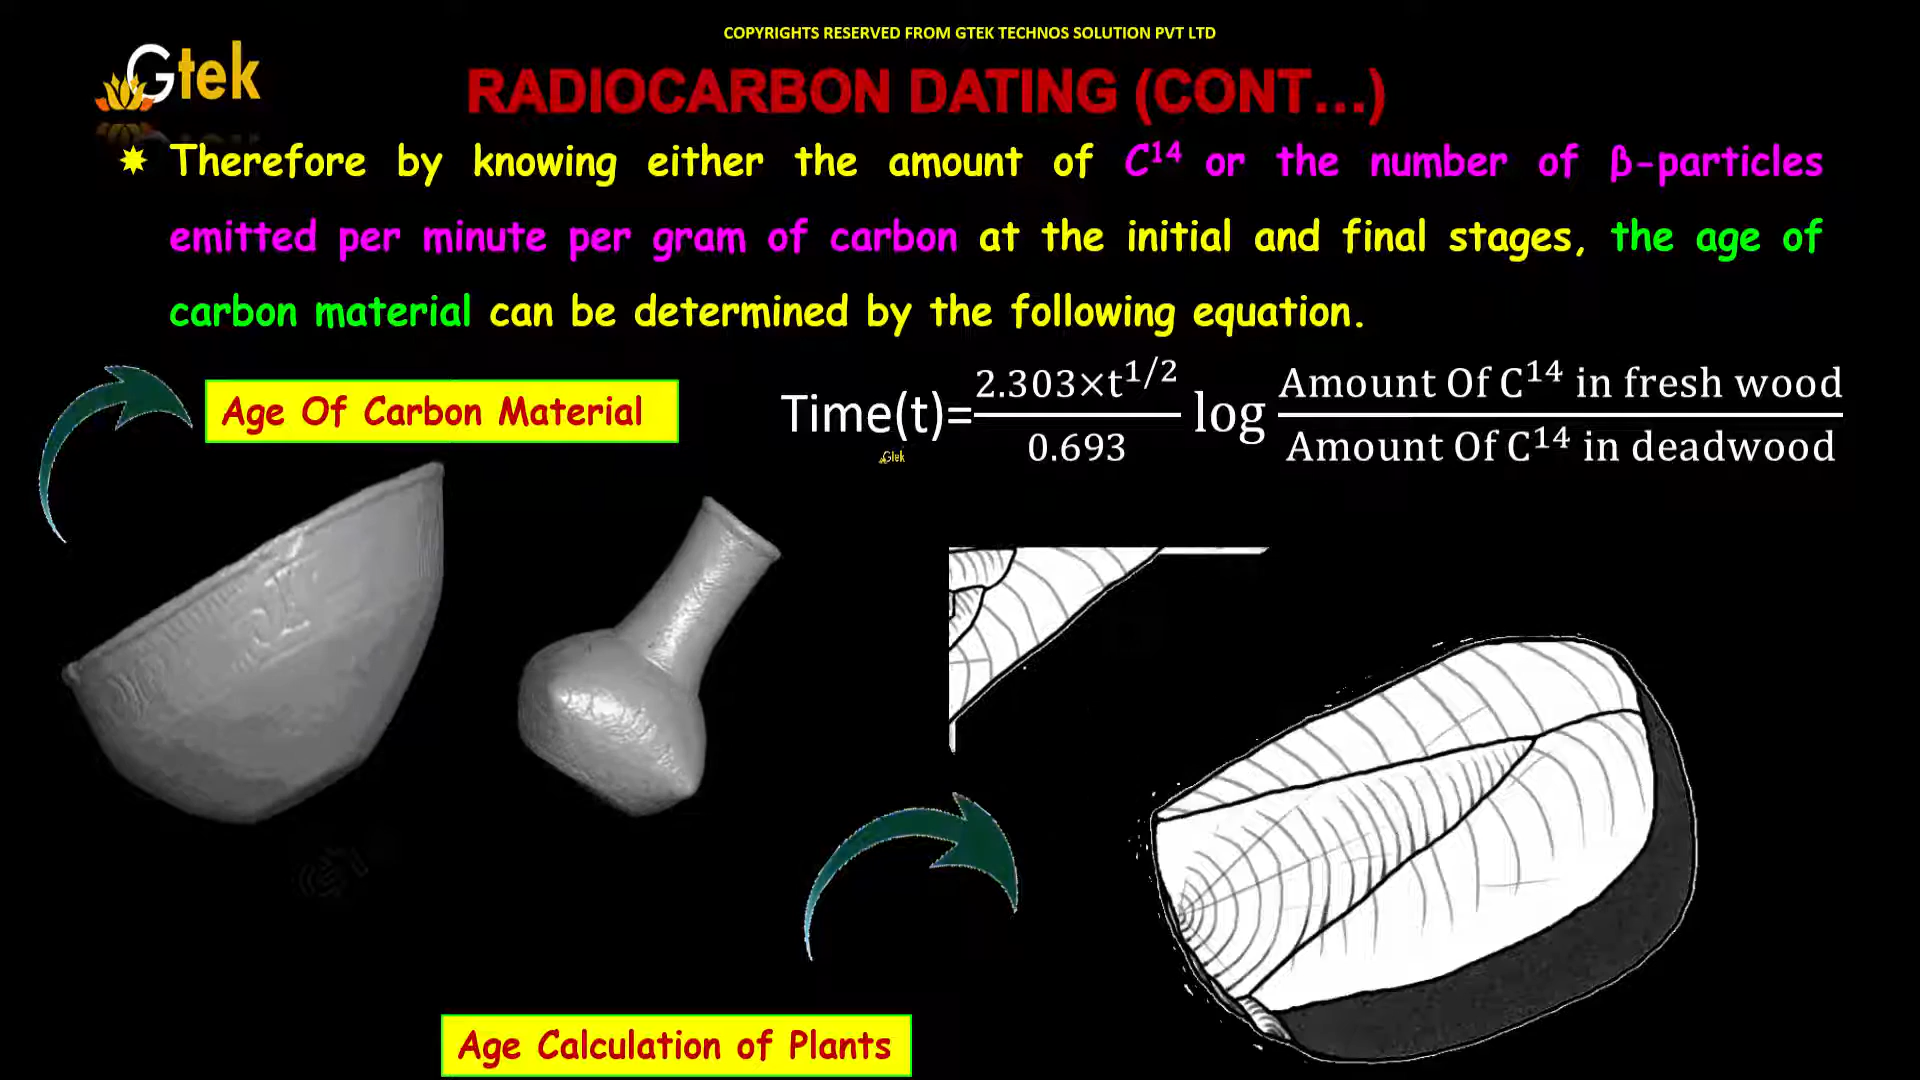 COPYRIGHTS RESERVED FROM GTEK TECHNOS SOLUTION PVT LTD
Gtek
RADIOCARBON DATING (CONT...)
Therefore by knowing either the amount of C¹⁴ or the number of β-particles
emitted per minute per gram of carbon at the initial and final stages, the age of
carbon material can be determined by the following equation.
Age Of Carbon Material
Time(t)=2.303×t^1/2 / 0.693 log Amount Of C¹⁴ in fresh wood / Amount Of C¹⁴ in deadwood
Gtek
Age Calculation of Plants